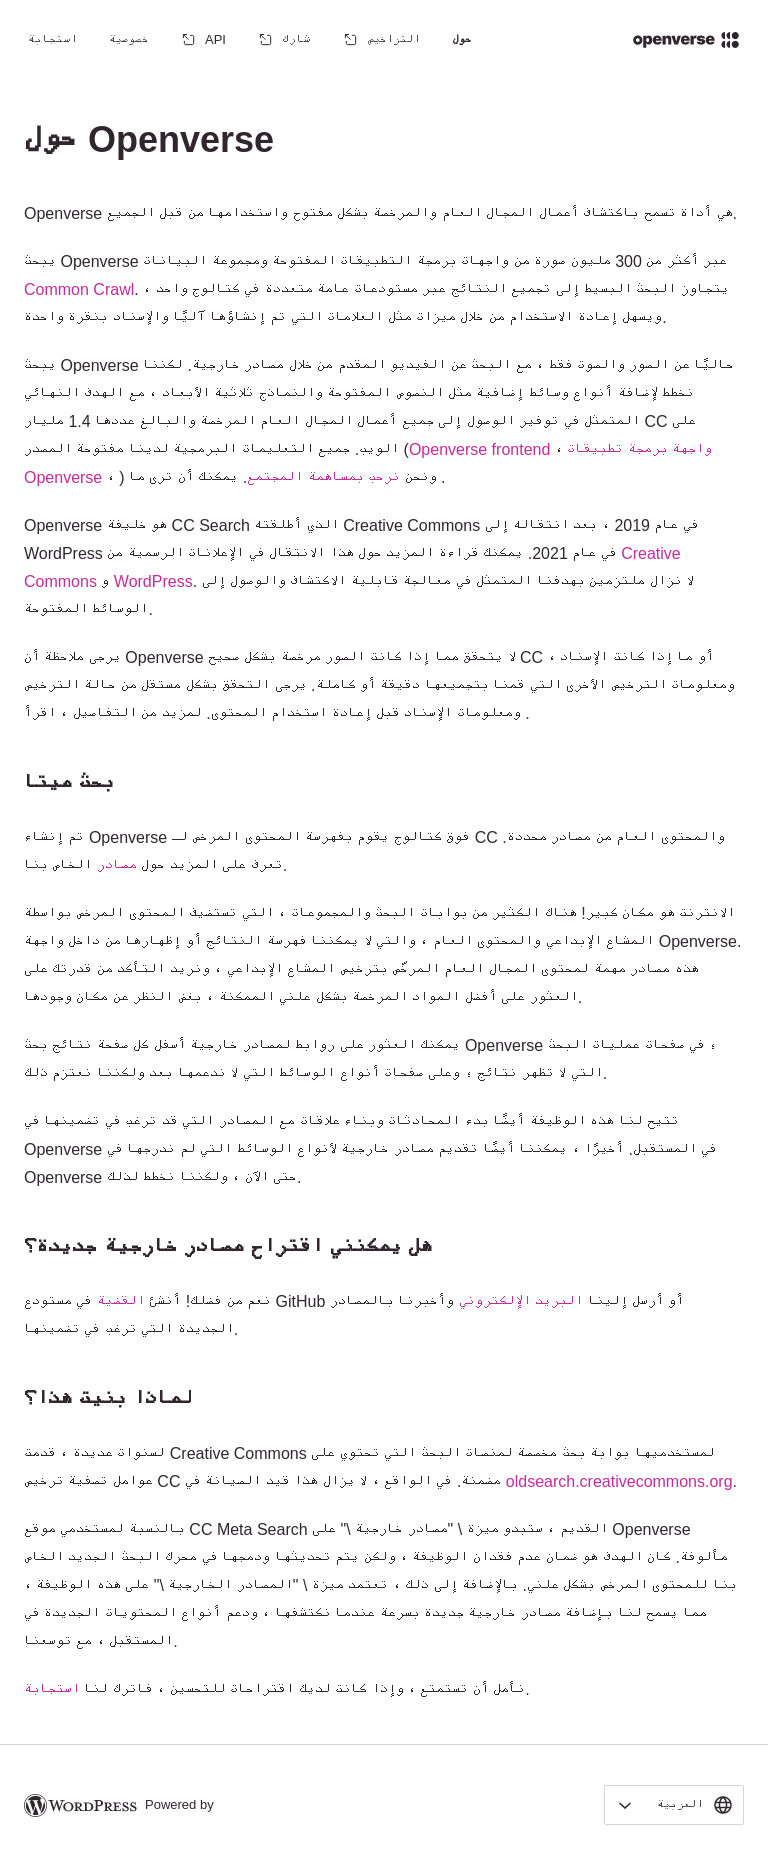 openverse
حول
التراخيص
شارك
API
خصوصية
استجابة
حول Openverse
Openverse هي أداة تسمح باكتشاف أعمال المجال العام والمرخصة بشكل مفتوح واستخدامها من قبل الجميع.
يبحث Openverse عبر أكثر من 300 مليون صورة من واجهات برمجة التطبيقات المفتوحة ومجموعة البيانات
Common Crawl. يتجاوز البحث البسيط إلى تجميع النتائج عبر مستودعات عامة متعددة في كتالوج واحد ،
ويسهل إعادة الاستخدام من خلال ميزات مثل العلامات التي تم إنشاؤها آليًا والإسناد بنقرة واحدة.
يبحث Openverse حاليًا عن الصور والصوت فقط ، مع البحث عن الفيديو المقدم من خلال مصادر خارجية. لكننا
نخطط لإضافة أنواع وسائط إضافية مثل النصوص المفتوحة والنماذج ثلاثية الأبعاد ، مع الهدف النهائي
المتمثل في توفير الوصول إلى جميع أعمال المجال العام المرخصة والبالغ عددها 1.4 مليار CC على
الويب. جميع التعليمات البرمجية لدينا مفتوحة المصدر (Openverse frontend ، واجهة برمجة تطبيقات
Openverse ، ) ونحن نرحب بمساهمة المجتمع. يمكنك أن ترى ما .
Openverse هو خليفة CC Search الذي أطلقته Creative Commons في عام 2019 ، بعد انتقاله إلى
WordPress في عام 2021. يمكنك قراءة المزيد حول هذا الانتقال في الإعلانات الرسمية من Creative
Commons و WordPress. لا نزال ملتزمين بهدفنا المتمثل في معالجة قابلية الاكتشاف والوصول إلى
الوسائط المفتوحة.
يرجى ملاحظة أن Openverse لا يتحقق مما إذا كانت الصور مرخصة بشكل صحيح CC أو ما إذا كانت الإسناد ،
ومعلومات الترخيص الأخرى التي قمنا بتجميعها دقيقة أو كاملة. يرجى التحقق بشكل مستقل من حالة الترخيص
ومعلومات الإسناد قبل إعادة استخدام المحتوى. لمزيد من التفاصيل ، اقرأ .
بحث ميتا
تم إنشاء Openverse فوق كتالوج يقوم بفهرسة المحتوى المرخص لـ CC والمحتوى العام من مصادر محددة.
تعرف على المزيد حول مصادر الخاص بنا.
الانترنت هو مكان كبير! هناك الكثير من بوابات البحث والمجموعات ، التي تستضيف المحتوى المرخص بواسطة
المشاع الإبداعي والمحتوى العام ، والتي لا يمكننا فهرسة النتائج أو إظهارها من داخل واجهة Openverse.
هذه مصادر مهمة لمحتوى المجال العام المرخّص بترخيص المشاع الإبداعي ، ونريد التأكد من قدرتك على
العثور على أفضل المواد المرخصة بشكل علني الممكنة ، بغض النظر عن مكان وجودها.
يمكنك العثور على روابط لمصادر خارجية أسفل كل صفحة نتائج بحث Openverse ، في صفحات عمليات البحث
التي لا تظهر نتائج ؛ وعلى صفحات أنواع الوسائط التي لا ندعمها بعد ولكننا نعتزم ذلك.
تتيح لنا هذه الوظيفة أيضًا بدء المحادثات وبناء علاقات مع المصادر التي قد ترغب في تضمينها في
Openverse في المستقبل. أخيرًا ، يمكننا أيضًا تقديم مصادر خارجية لأنواع الوسائط التي لم ندرجها في
Openverse حتى الآن ، ولكننا نخطط لذلك.
هل يمكنني اقتراح مصادر خارجية جديدة؟
نعم من فضلك! أنشئ القضية في مستودع GitHub أو أرسل إلينا البريد الإلكتروني وأخبرنا بالمصادر
الجديدة التي ترغب في تضمينها.
لماذا بنيت هذا؟
لسنوات عديدة ، قدمت Creative Commons لمستخدميها بوابة بحث مخصصة لمنصات البحث التي تحتوي على
عوامل تصفية ترخيص CC مضمنة. في الواقع ، لا يزال هذا قيد الصيانة في oldsearch.creativecommons.org.
بالنسبة لمستخدمي موقع CC Meta Search القديم ، ستبدو ميزة \ "مصادر خارجية \" على Openverse
مألوفة. كان الهدف هو ضمان عدم فقدان الوظيفة ، ولكن يتم تحديثها ودمجها في محرك البحث الجديد الخاص
بنا للمحتوى المرخص بشكل علني. بالإضافة إلى ذلك ، تعتمد ميزة \ "المصادر الخارجية \" على هذه الوظيفة ،
مما يسمح لنا بإضافة مصادر خارجية جديدة بسرعة عندما نكتشفها ، ودعم أنواع المحتويات الجديدة في
المستقبل ، مع توسعنا.
نأمل أن تستمتع ، وإذا كانت لديك اقتراحات للتحسين ، فاترك لنا استجابة.
العربية
Powered by WORDPRESS